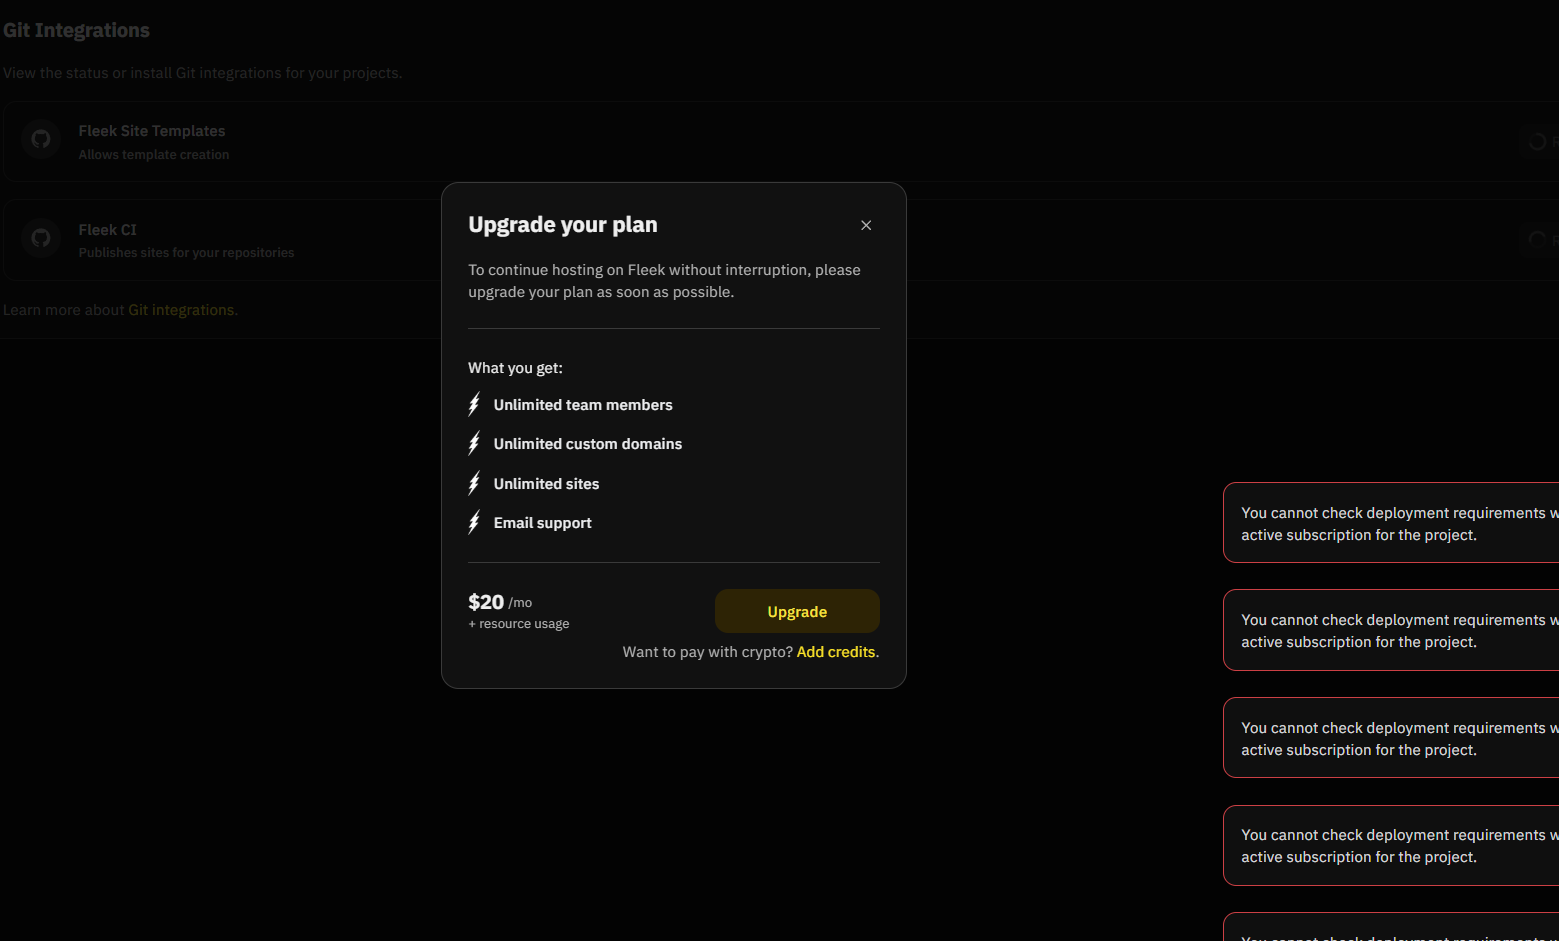 Git Integrations
View the status or install Git integrations for your projects.
Fleek Site Templates
Allows template creation
Fleek CI
Publishes sites for your repositories
Learn more about Git integrations.
Upgrade your plan
To continue hosting on Fleek without interruption, please
upgrade your plan as soon as possible.
What you get:
Unlimited team members
Unlimited custom domains
Unlimited sites
Email support
$20 /mo
+ resource usage
Upgrade
Want to pay with crypto? Add credits.
You cannot check deployment requirements
active subscription for the project.
You cannot check deployment requirements
active subscription for the project.
You cannot check deployment requirements
active subscription for the project.
You cannot check deployment requirements
active subscription for the project.
You cannot check deployment requirements